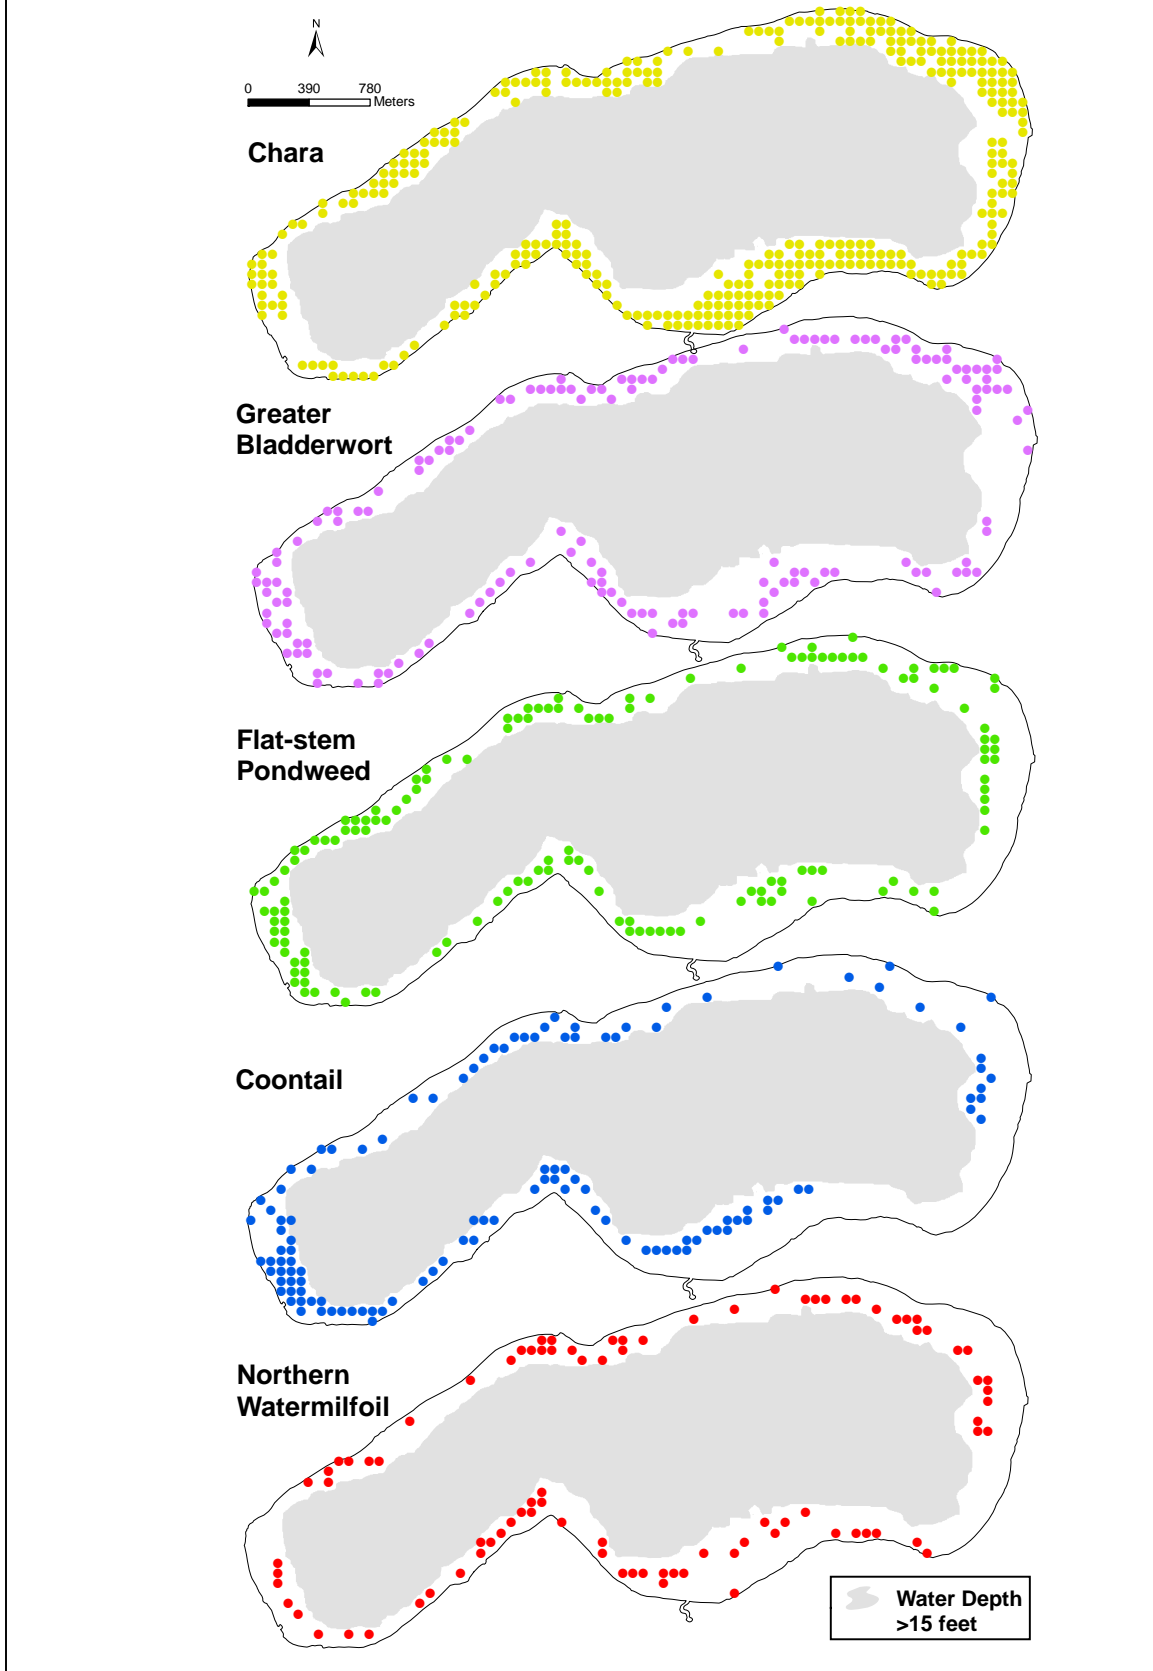 N
0 390 780
Meters
Chara
Greater
Bladderwort
Flat-stem
Pondweed
Coontail
Northern
Watermilfoil
Water Depth
>15 feet